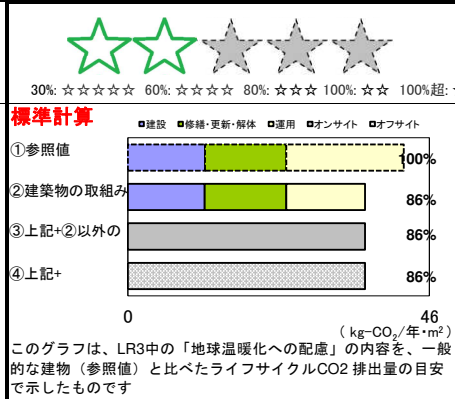 30%: ☆☆☆☆☆ 60%: ☆☆☆☆ 80%: ☆☆☆ 100%: ☆☆ 100%超:
標準計算
建設 修繕・更新・解体 運用 オンサイト オフサイト
①参照値 100%
②建築物の取組み 86%
③上記+②以外の 86%
④上記+ 86%
0 46
( kg-CO₂/年・m²)
このグラフは、LR3中の「地球温暖化への配慮」の内容を、一般
的な建物（参照値）と比べたライフサイクルCO2 排出量の目安
で示したものです